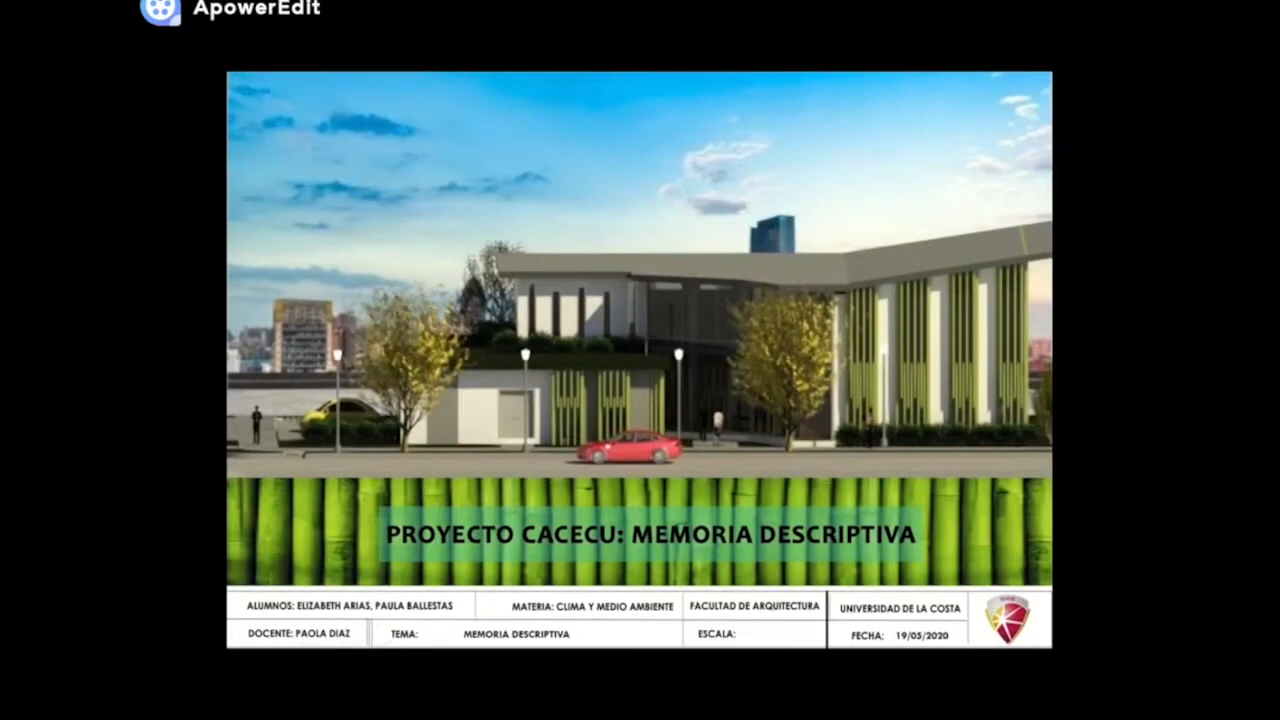 ApowerEdit
PROYECTO CACECU: MEMORIA DESCRIPTIVA
ALUMNOS: ELIZABETH ARIAS, PAULA BALLESTAS
MATERIA: CLIMA Y MEDIO AMBIENTE
FACULTAD DE ARQUITECTURA
UNIVERSIDAD DE LA COSTA
DOCENTE: PAOLA DIAZ
TEMA:
MEMORIA DESCRIPTIVA
ESCALA:
FECHA: 19/05/2020